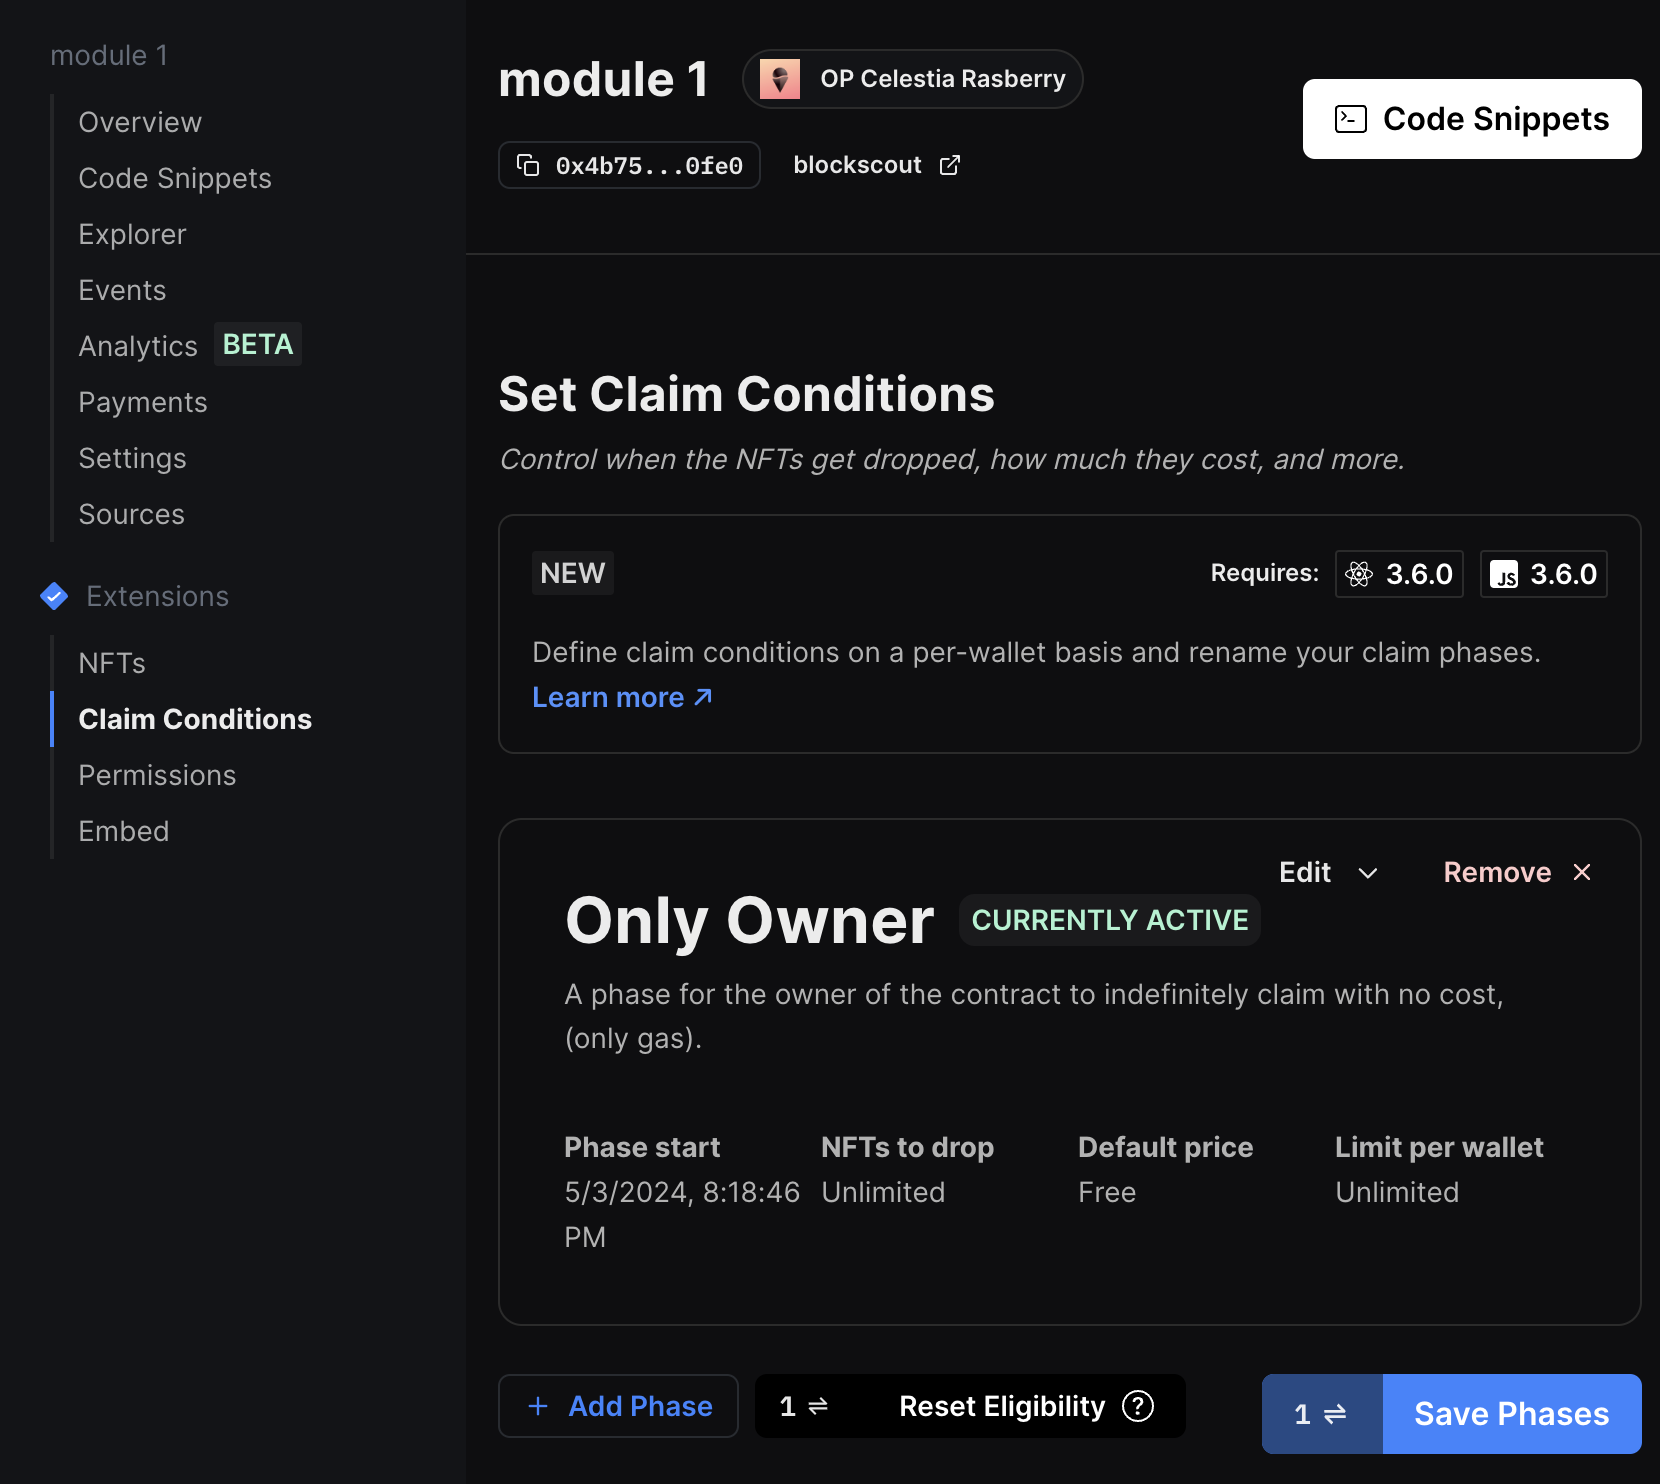 module 1
Overview
Code Snippets
Explorer
Events
Analytics BETA
Payments
Settings
Sources
Extensions
NFTs
Claim Conditions
Permissions
Embed
module 1 OP Celestia Rasberry
Code Snippets
0x4b75...0fe0 blockscout
Set Claim Conditions
Control when the NFTs get dropped, how much they cost, and more.
NEW Requires: 3.6.0 JS 3.6.0
Define claim conditions on a per-wallet basis and rename your claim phases.
Learn more
Edit Remove
Only Owner CURRENTLY ACTIVE
A phase for the owner of the contract to indefinitely claim with no cost,
(only gas).
Phase start NFTs to drop Default price Limit per wallet
5/3/2024, 8:18:46 Unlimited Free Unlimited
PM
+ Add Phase 1 ⇌ Reset Eligibility ? 1 ⇌ Save Phases